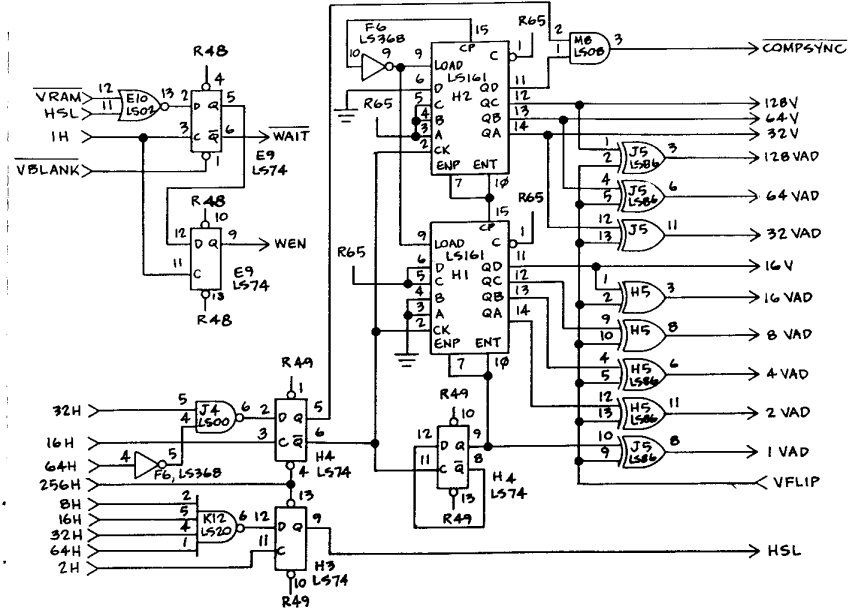 R48
4
VRAM
HSL
12
11
E10
LS02
13
2
D
Q
5
1H
3
C
Q
6
WAIT
VBLANK
1
E9
LS74
R48
10
12
D
Q
9
WEN
11
C
13
E9
LS74
R48
F6
LS368
10
9
15
CP
R65
9
LOAD
C
1
6
D
LS161
H2
QD
11
R65
5
C
QC
12
4
B
QB
13
3
A
QA
14
2
CK
ENP
ENT
7
10
2
1
M8
LS08
3
COMPSYNC
128V
64V
32V
1
2
J5
LS86
3
128 VAD
4
5
J5
LS86
6
64 VAD
12
13
J5
11
32 VAD
15
CP
R65
9
LOAD
C
1
R65
LS161
H1
6
D
QD
11
5
C
QC
12
4
B
QB
13
3
A
QA
14
2
CK
ENP
ENT
7
10
16V
1
2
H5
3
16 VAD
9
10
H5
8
8 VAD
4
5
H5
LS86
6
4 VAD
12
13
H5
LS86
11
2 VAD
10
9
J5
LS86
8
1 VAD
VFLIP
R49
1
32H
5
4
J4
LS00
6
2
D
Q
5
16H
3
C
Q
6
64H
4
5
F6, LS368
4
H4
LS74
256H
R49
10
12
D
Q
9
11
C
Q
8
13
H4
LS74
R49
8H
2
16H
5
32H
4
64H
1
K12
LS20
6
13
12
D
Q
9
HSL
2H
11
C
10
H3
LS74
R49